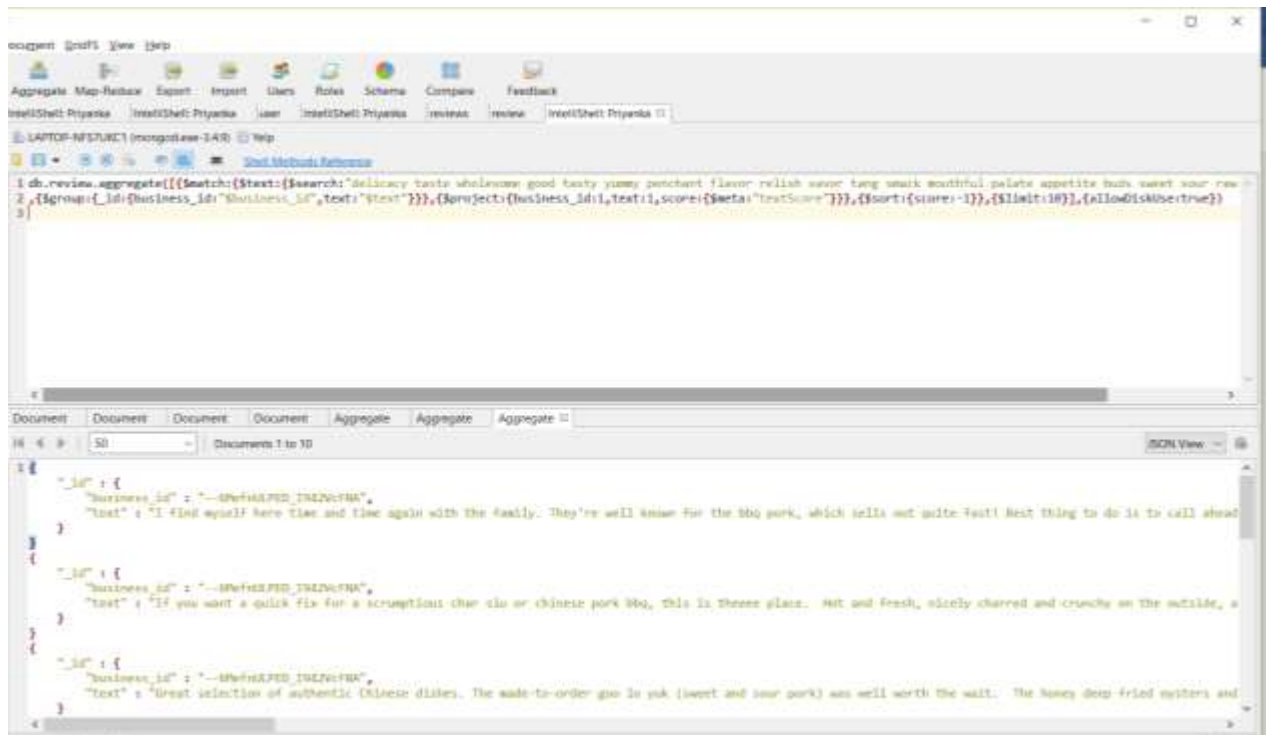 GridFS View Help
Aggregate Map-Reduce Export Import Users Roles Schema Compare Feedback
IntelliShell: Priyanka IntelliShell: Priyanka user IntelliShell: Priyanka reviews review IntelliShell: Priyanka
Yelp
Shell Methods Reference
1 db.review.aggregate([{$match:{$text:{$search:"delicacy taste wholesome good tasty yummy penchant flavor relish savor tang smack mouthful palate appetite buds sweet sour raw
2 ,{$group:{_id:{business_id:"$business_id",text:"$text"}}},{$project:{business_id:1,text:1,score:{$meta:"textScore"}}},{$sort:{score:-1}},{$limit:10}],{allowDiskUse:true})
3
Document Document Document Document Aggregate Aggregate Aggregate
50 Documents 1 to 10 JSON View
1 {
"_id" : {
"business_id" :
"text" : "I find myself here time and time again with the family. They're well known for the bbq pork, which sells out quite fast! Best thing to do is to call ahead
}
}
{
"_id" : {
"business_id" :
"text" : "If you want a quick fix for a scrumptious char siu or chinese pork bbq, this is theeee place. Hot and fresh, nicely charred and crunchy on the outside, a
}
}
{
"_id" : {
"business_id" :
"text" : "Great selection of authentic Chinese dishes. The made-to-order goo lo yuk (sweet and sour pork) was well worth the wait. The honey deep fried oysters and
}